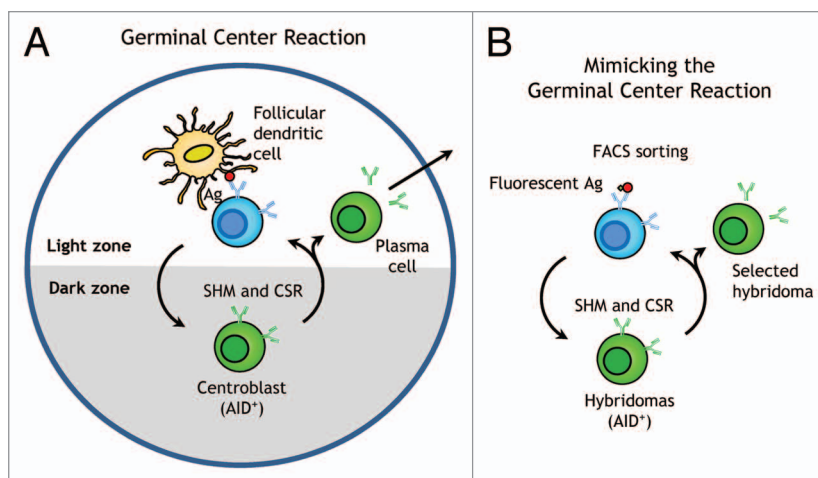 A
Germinal Center Reaction
Follicular
dendritic
cell
Ag
Plasma
cell
Light zone
Dark zone
SHM and CSR
Centroblast
(AID⁺)
B
Mimicking the
Germinal Center Reaction
FACS sorting
Fluorescent Ag
Selected
hybridoma
SHM and CSR
Hybridomas
(AID⁺)